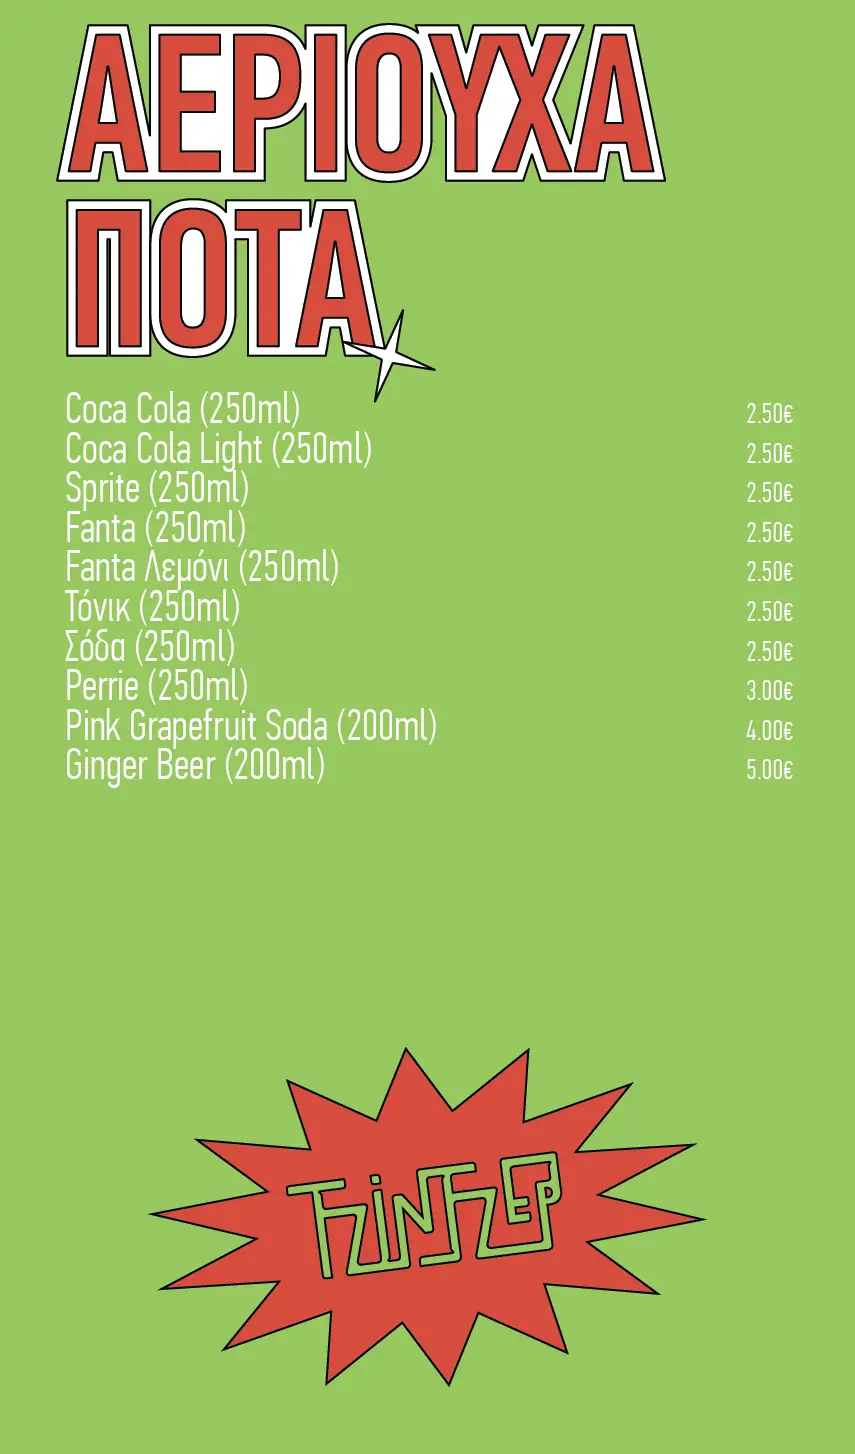 ΑΕΡΙΟΥΧΑ
ΠΟΤΑ
Coca Cola (250ml) 2.50€
Coca Cola Light (250ml) 2.50€
Sprite (250ml) 2.50€
Fanta (250ml) 2.50€
Fanta Λεμόνι (250ml) 2.50€
Τόνικ (250ml) 2.50€
Σόδα (250ml) 2.50€
Perrie (250ml) 3.00€
Pink Grapefruit Soda (200ml) 4.00€
Ginger Beer (200ml) 5.00€
ΤΖΙΝΤΖΕΡ